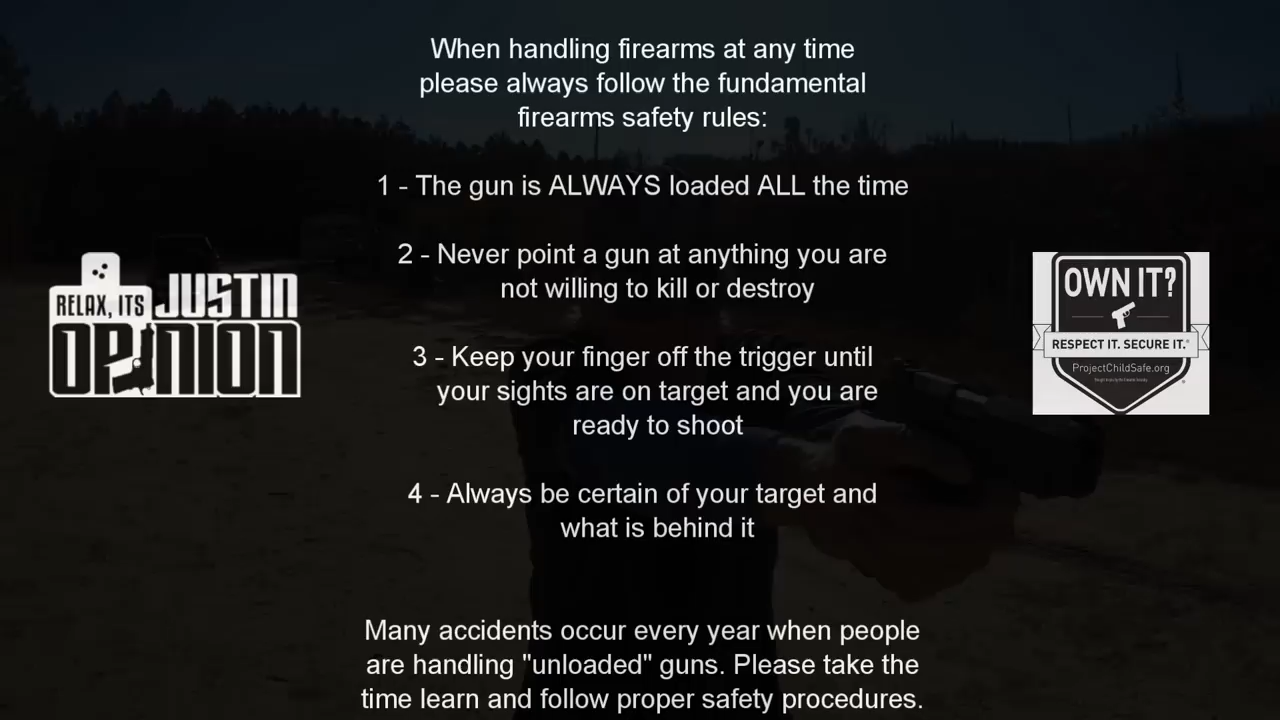 When handling firearms at any time
please always follow the fundamental
firearms safety rules:
1 - The gun is ALWAYS loaded ALL the time
2 - Never point a gun at anything you are
not willing to kill or destroy
3 - Keep your finger off the trigger until
your sights are on target and you are
ready to shoot
4 - Always be certain of your target and
what is behind it
Many accidents occur every year when people
are handling "unloaded" guns. Please take the
time learn and follow proper safety procedures.
RELAX, ITS JUSTIN
OPINION
OWN IT?
RESPECT IT. SECURE IT.®
ProjectChildSafe.org